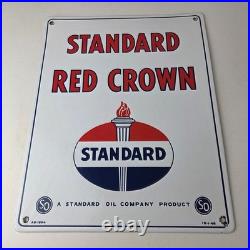 STANDARD
RED CROWN
STANDARD
SO
A STANDARD OIL COMPANY PRODUCT
SO